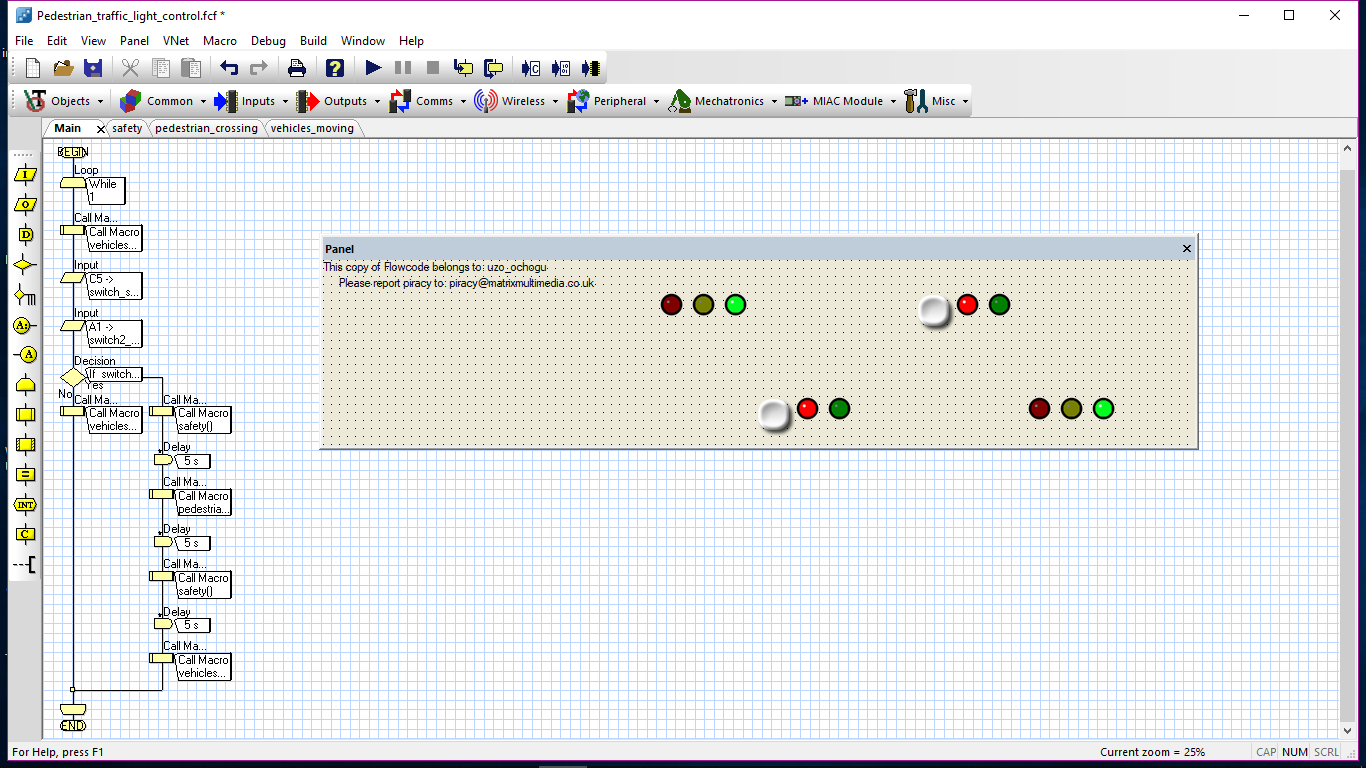 Pedestrian_traffic_light_control.fcf *
File Edit View Panel VNet Macro Debug Build Window Help
Objects Common Inputs Outputs Comms Wireless Peripheral Mechatronics MIAC Module Misc
Main safety pedestrian_crossing vehicles_moving
BEGIN
Loop
While
1
Call Ma...
Call Macro
vehicles...
Input
C5 ->
switch_s...
Input
A1 ->
switch2_...
Decision
If switch...
Yes
No
Call Ma...
Call Macro
vehicles...
Call Ma...
Call Macro
safety()
Delay
5 s
Call Ma...
Call Macro
pedestria...
Delay
5 s
Call Ma...
Call Macro
safety()
Delay
5 s
Call Ma...
Call Macro
vehicles...
END
Panel
This copy of Flowcode belongs to: uzo_ochogu
Please report piracy to: piracy@matrixmultimedia.co.uk
I
O
D
A:
A
=
INT
C
For Help, press F1
Current zoom = 25%
CAP NUM SCRL